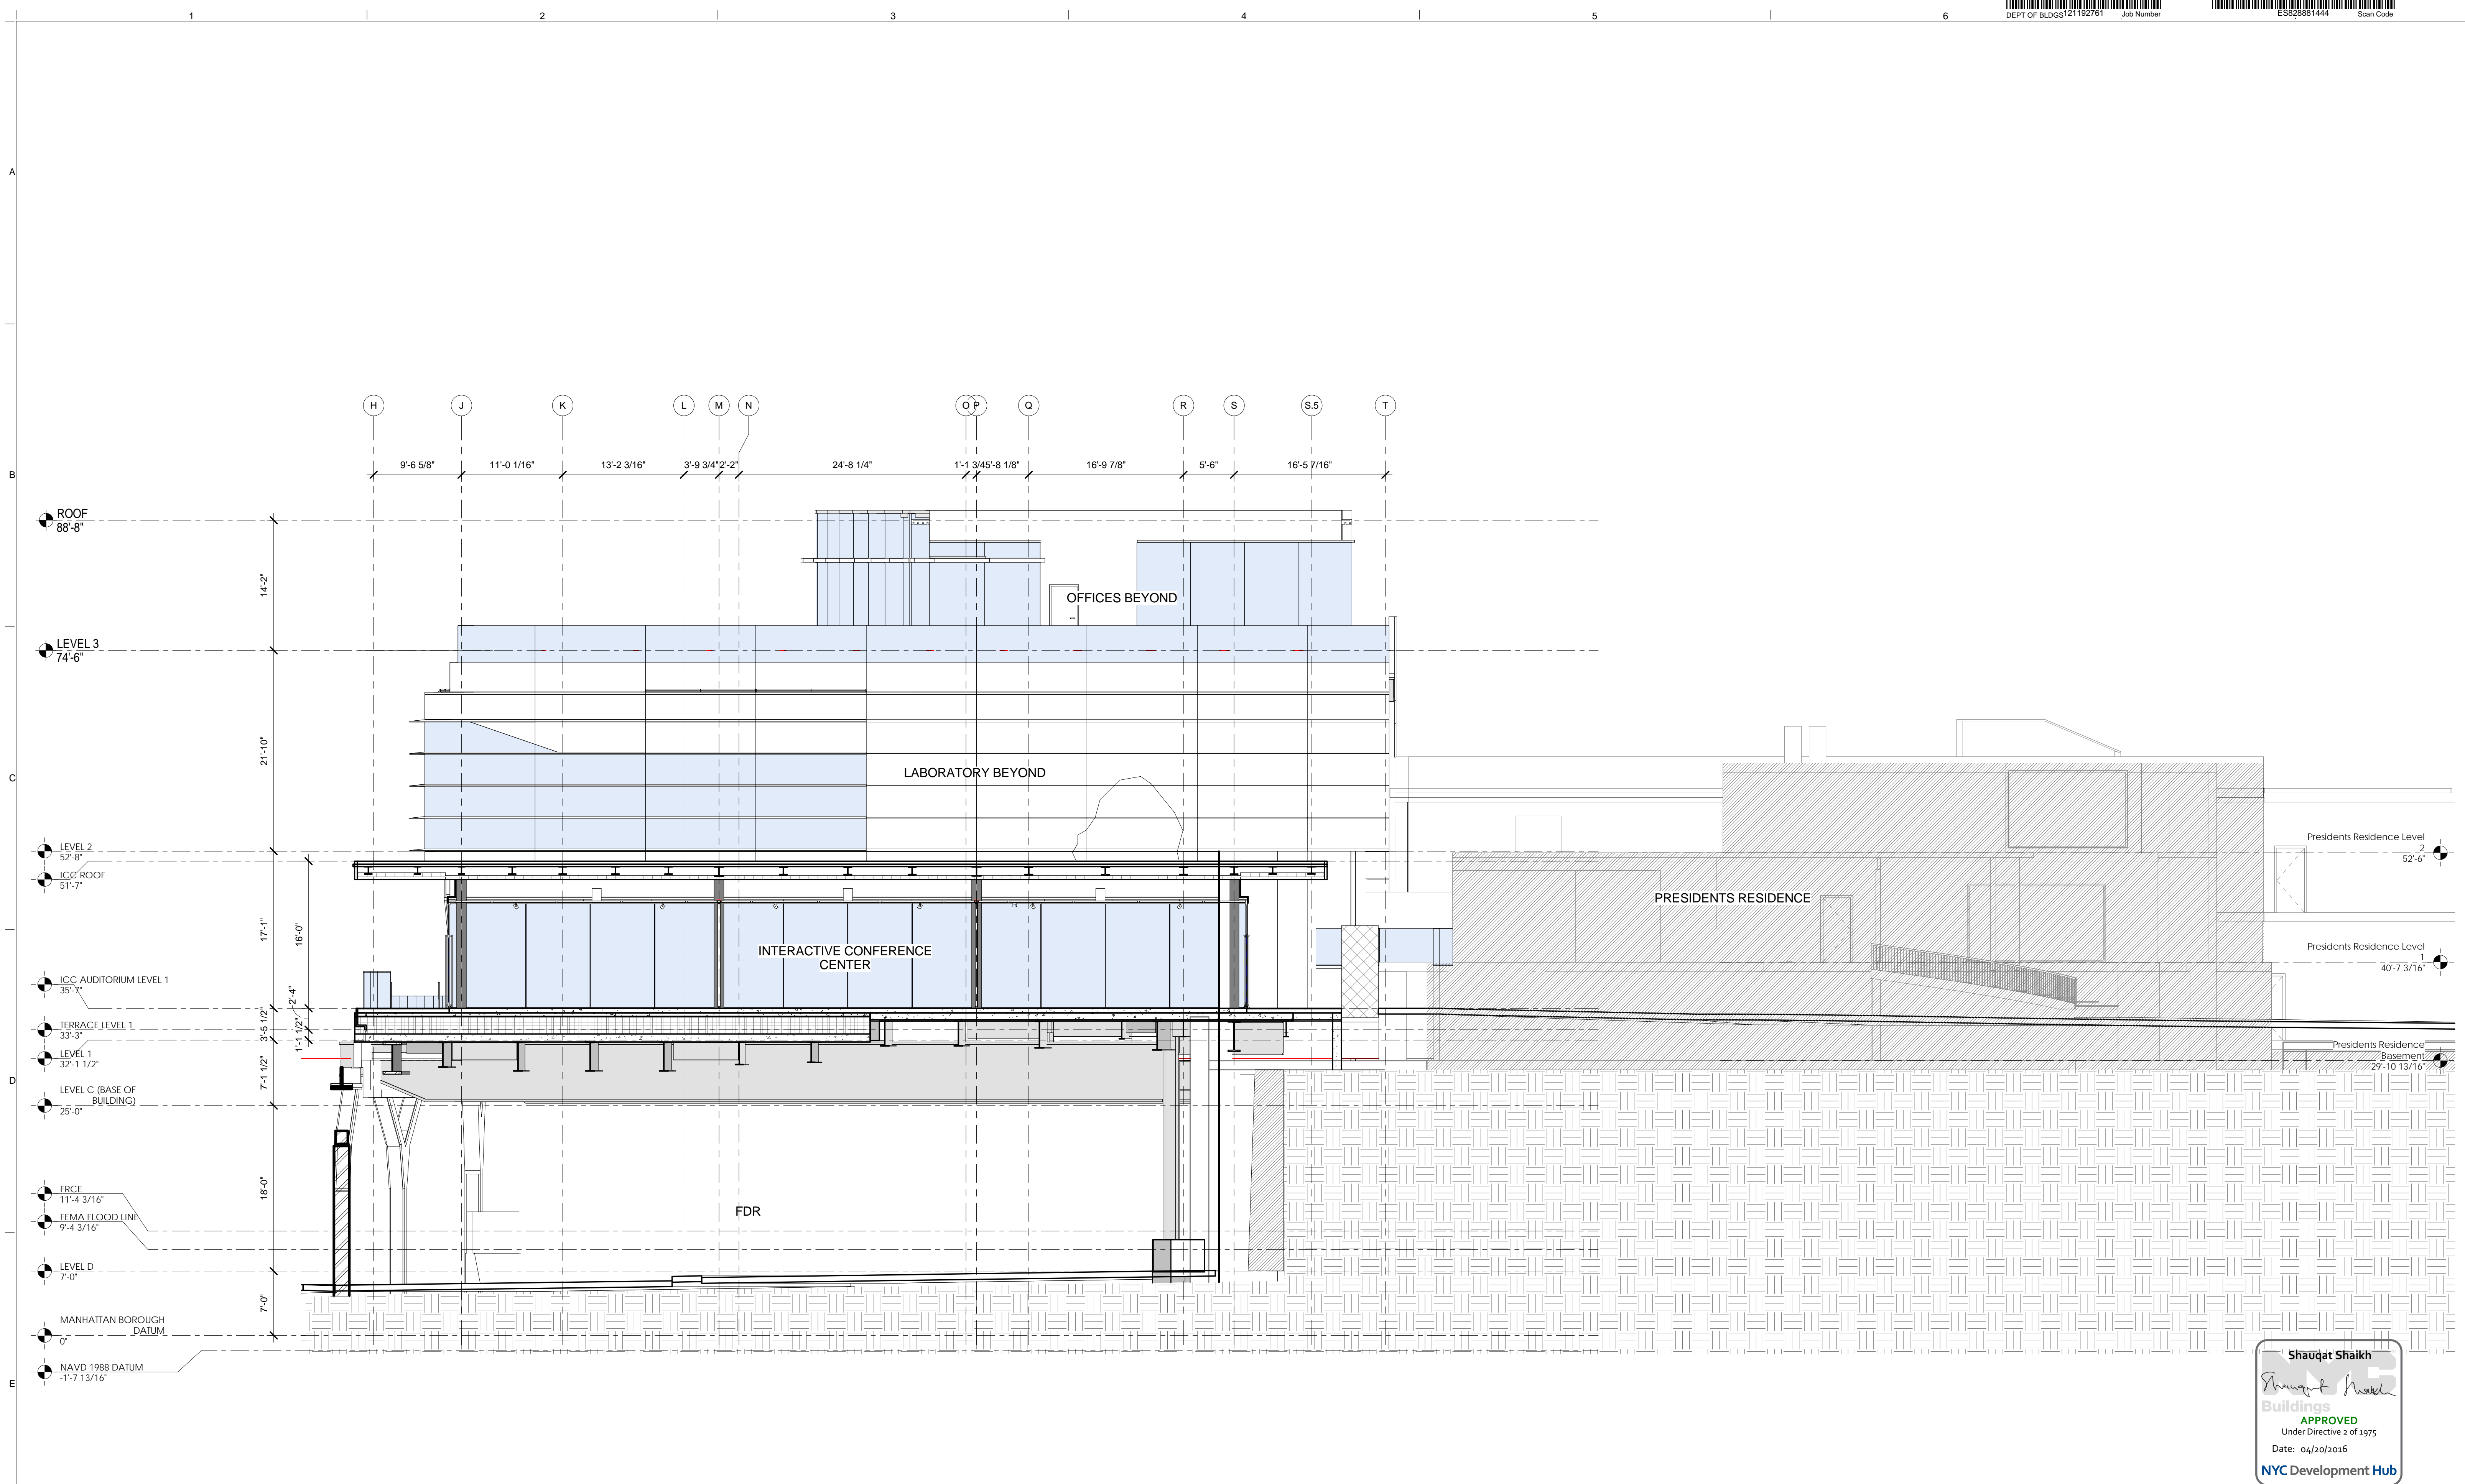 1
2
3
4
5
6
DEPT OF BLDGS121192761 Job Number
ES828881444 Scan Code
A
B
C
D
E
H
J
K
L
M
N
O
P
Q
R
S
S.5
T
9'-6 5/8"
11'-0 1/16"
13'-2 3/16"
3'-9 3/4"
2'-2"
24'-8 1/4"
1'-1 3/4
5'-8 1/8"
16'-9 7/8"
5'-6"
16'-5 7/16"
ROOF
88'-8"
14'-2"
OFFICES BEYOND
LEVEL 3
74'-6"
21'-10"
LABORATORY BEYOND
LEVEL 2
52'-8"
ICC ROOF
51'-7"
17'-1"
16'-0"
INTERACTIVE CONFERENCE
CENTER
PRESIDENTS RESIDENCE
Presidents Residence Level
2
52'-6"
Presidents Residence Level
1
40'-7 3/16"
ICC AUDITORIUM LEVEL 1
35'-7"
2'-4"
3'-5 1/2"
1'-1 1/2"
TERRACE LEVEL 1
33'-3"
LEVEL 1
32'-1 1/2"
7'-1 1/2"
Presidents Residence
Basement
29'-10 13/16"
LEVEL C (BASE OF
BUILDING)
25'-0"
18'-0"
FRCE
11'-4 3/16"
FEMA FLOOD LINE
9'-4 3/16"
FDR
LEVEL D
7'-0"
7'-0"
MANHATTAN BOROUGH
DATUM
0"
NAVD 1988 DATUM
-1'-7 13/16"
Shauqat Shaikh
NYC
Shauqat Shaikh
Buildings
APPROVED
Under Directive 2 of 1975
Date: 04/20/2016
NYC Development Hub